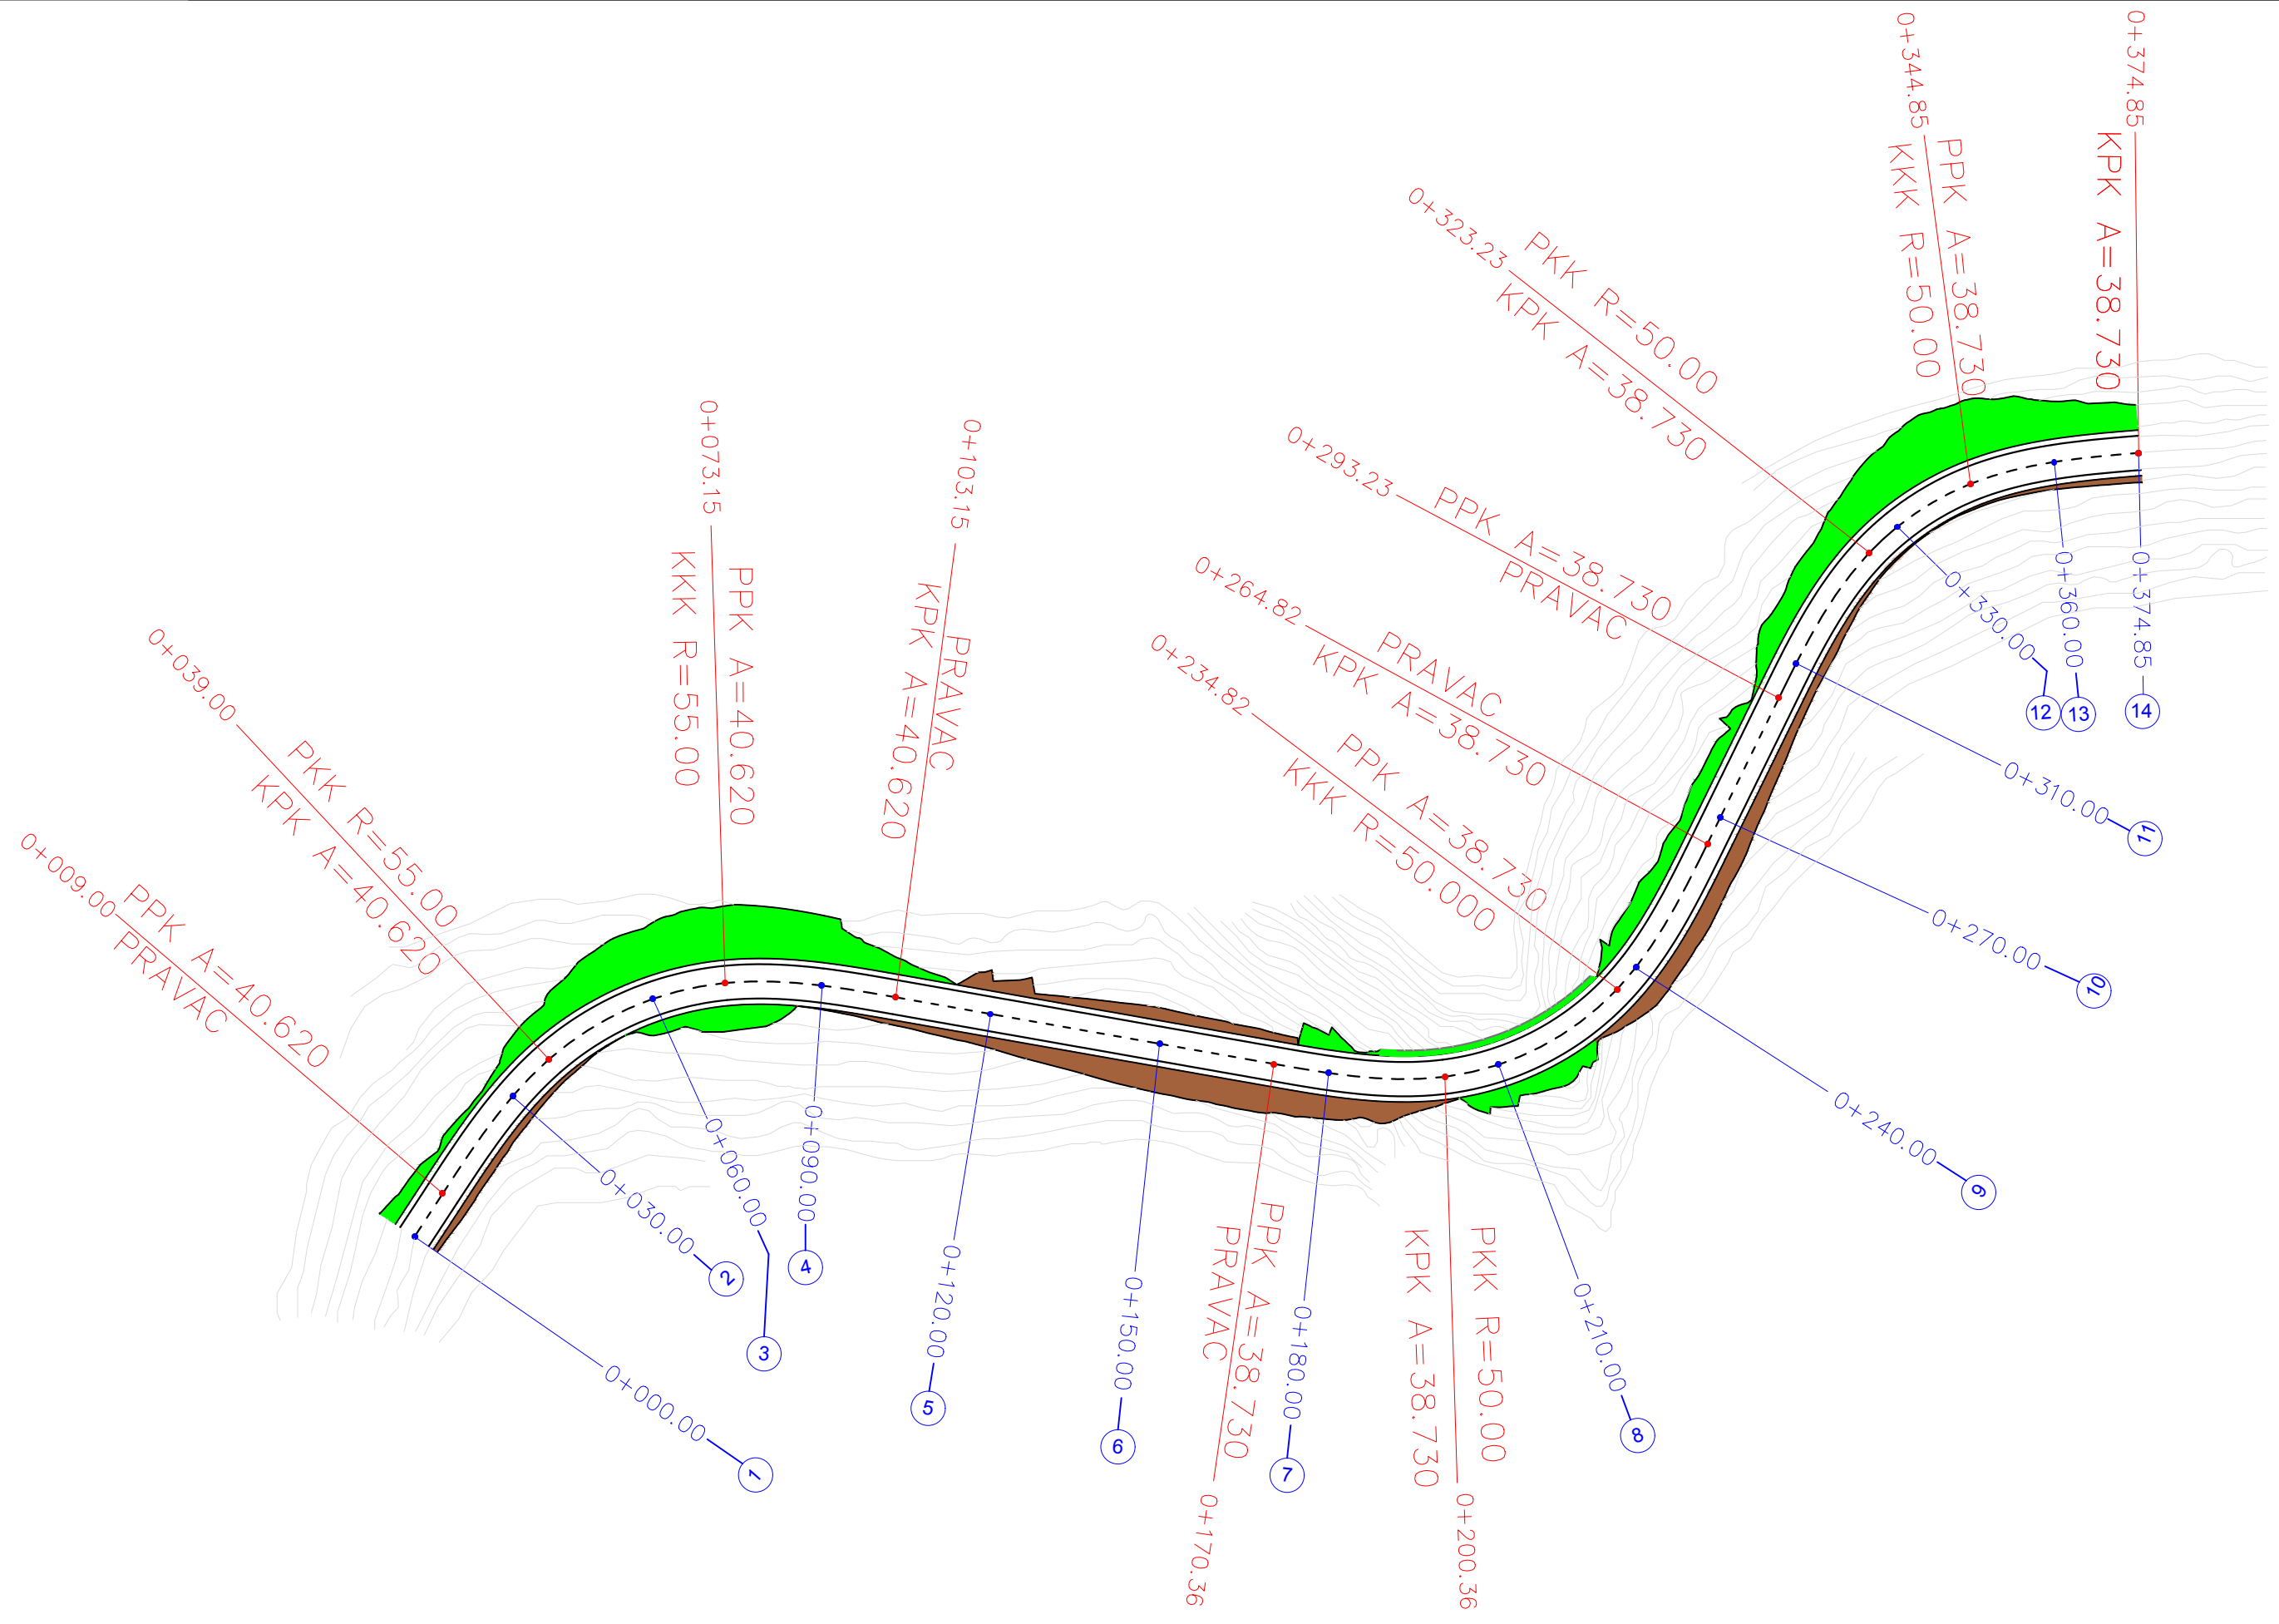 0+009.00
PPK A=40.620
PRAVAC
0+039.00
PKK R=55.00
KPK A=40.620
0+073.15
PPK A=40.620
KKK R=55.00
0+103.15
PRAVAC
KPK A=40.620
0+170.36
PPK A=38.730
PRAVAC
0+200.36
PKK R=50.00
KPK A=38.730
0+234.82
PPK A=38.730
KKK R=50.000
0+264.82
PRAVAC
KPK A=38.730
0+293.23
PPK A=38.730
PRAVAC
0+323.23
PKK R=50.00
KPK A=38.730
0+344.85
PPK A=38.730
KKK R=50.00
0+374.85
KPK A=38.730
0+000.00
1
0+030.00
2
0+060.00
3
0+090.00
4
0+120.00
5
0+150.00
6
0+180.00
7
0+210.00
8
0+240.00
9
0+270.00
10
0+310.00
11
0+330.00
12
0+360.00
13
0+374.85
14